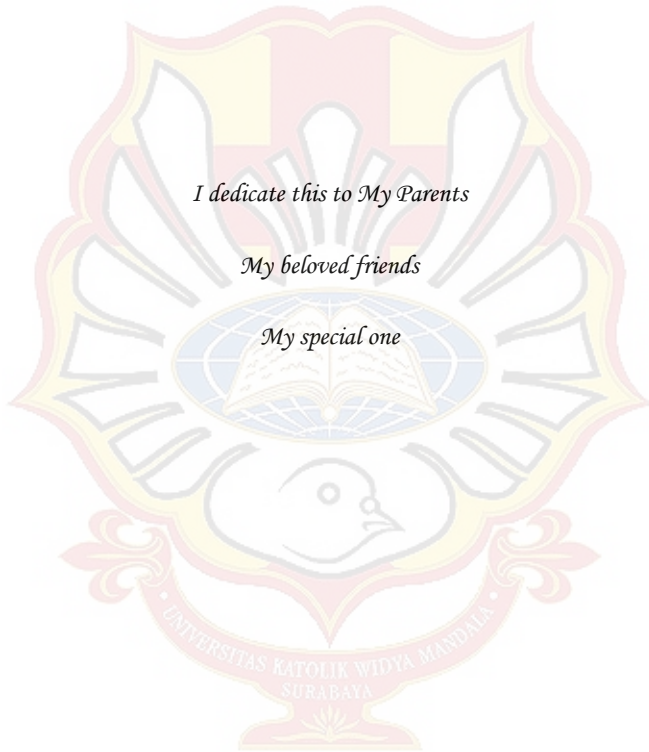 I dedicate this to My Parents
My beloved friends
My special one
UNIVERSITAS KATOLIK WIDYA MANDALA
SURABAYA